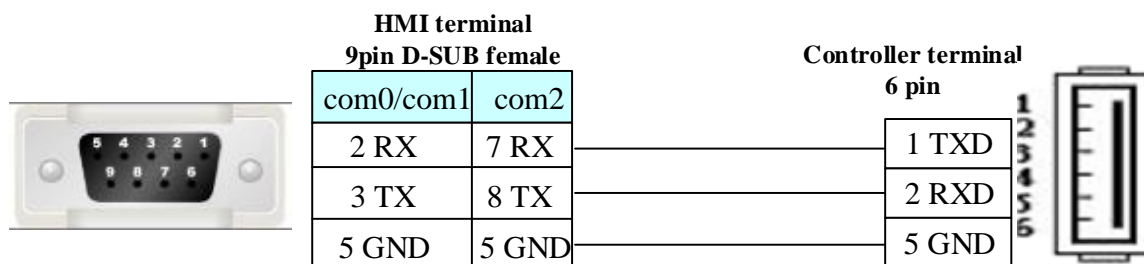 HMI terminal
9pin D-SUB female
Controller terminal
6 pin
com0/com1 com2
2 RX 7 RX 1 TXD
3 TX 8 TX 2 RXD
5 GND 5 GND 5 GND
5 4 3 2 1
9 8 7 6
1
2
3
4
5
6